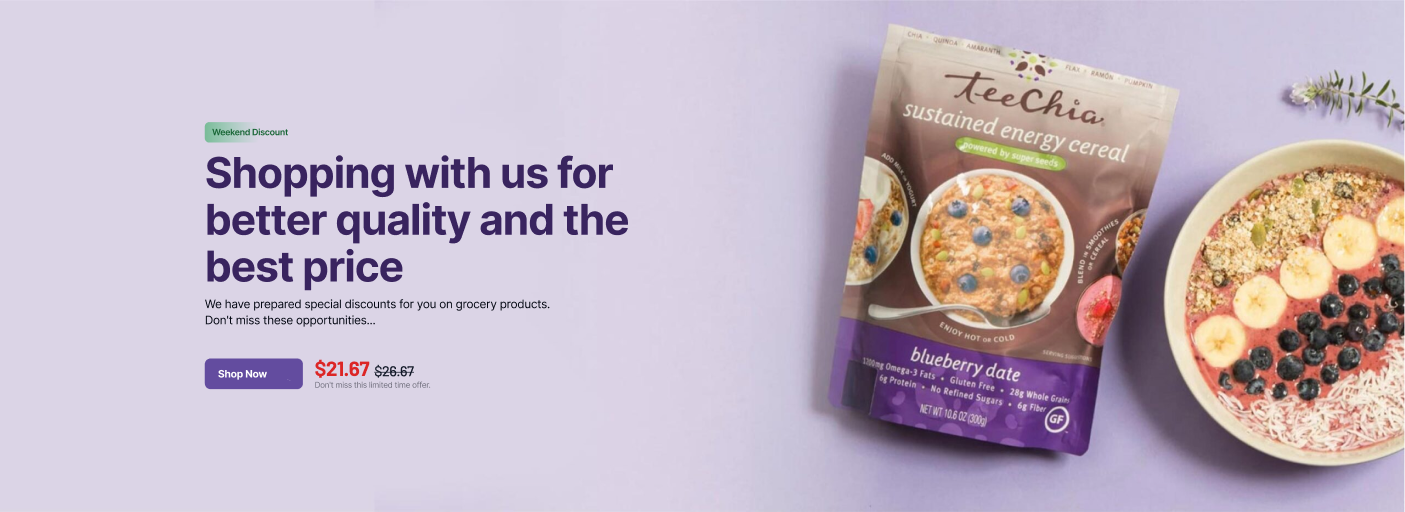 Weekend Discount
Shopping with us for
better quality and the
best price
We have prepared special discounts for you on grocery products.
Don't miss these opportunities...
Shop Now
$21.67 $26.67
Don't miss this limited time offer.
CHIA • QUINOA • AMARANTH
FLAX • RAMÓN • PUMPKIN
teeChia
sustained energy cereal
powered by super seeds
ADD MILK OR YOGURT
BLEND IN SMOOTHIES
OR CEREAL
ENJOY HOT OR COLD
SERVING SUGGESTIONS
blueberry date
1200mg Omega-3 Fats • Gluten Free • 28g Whole Grains
6g Protein • No Refined Sugars • 6g Fiber
NET WT 10.6 OZ (300g)
GF